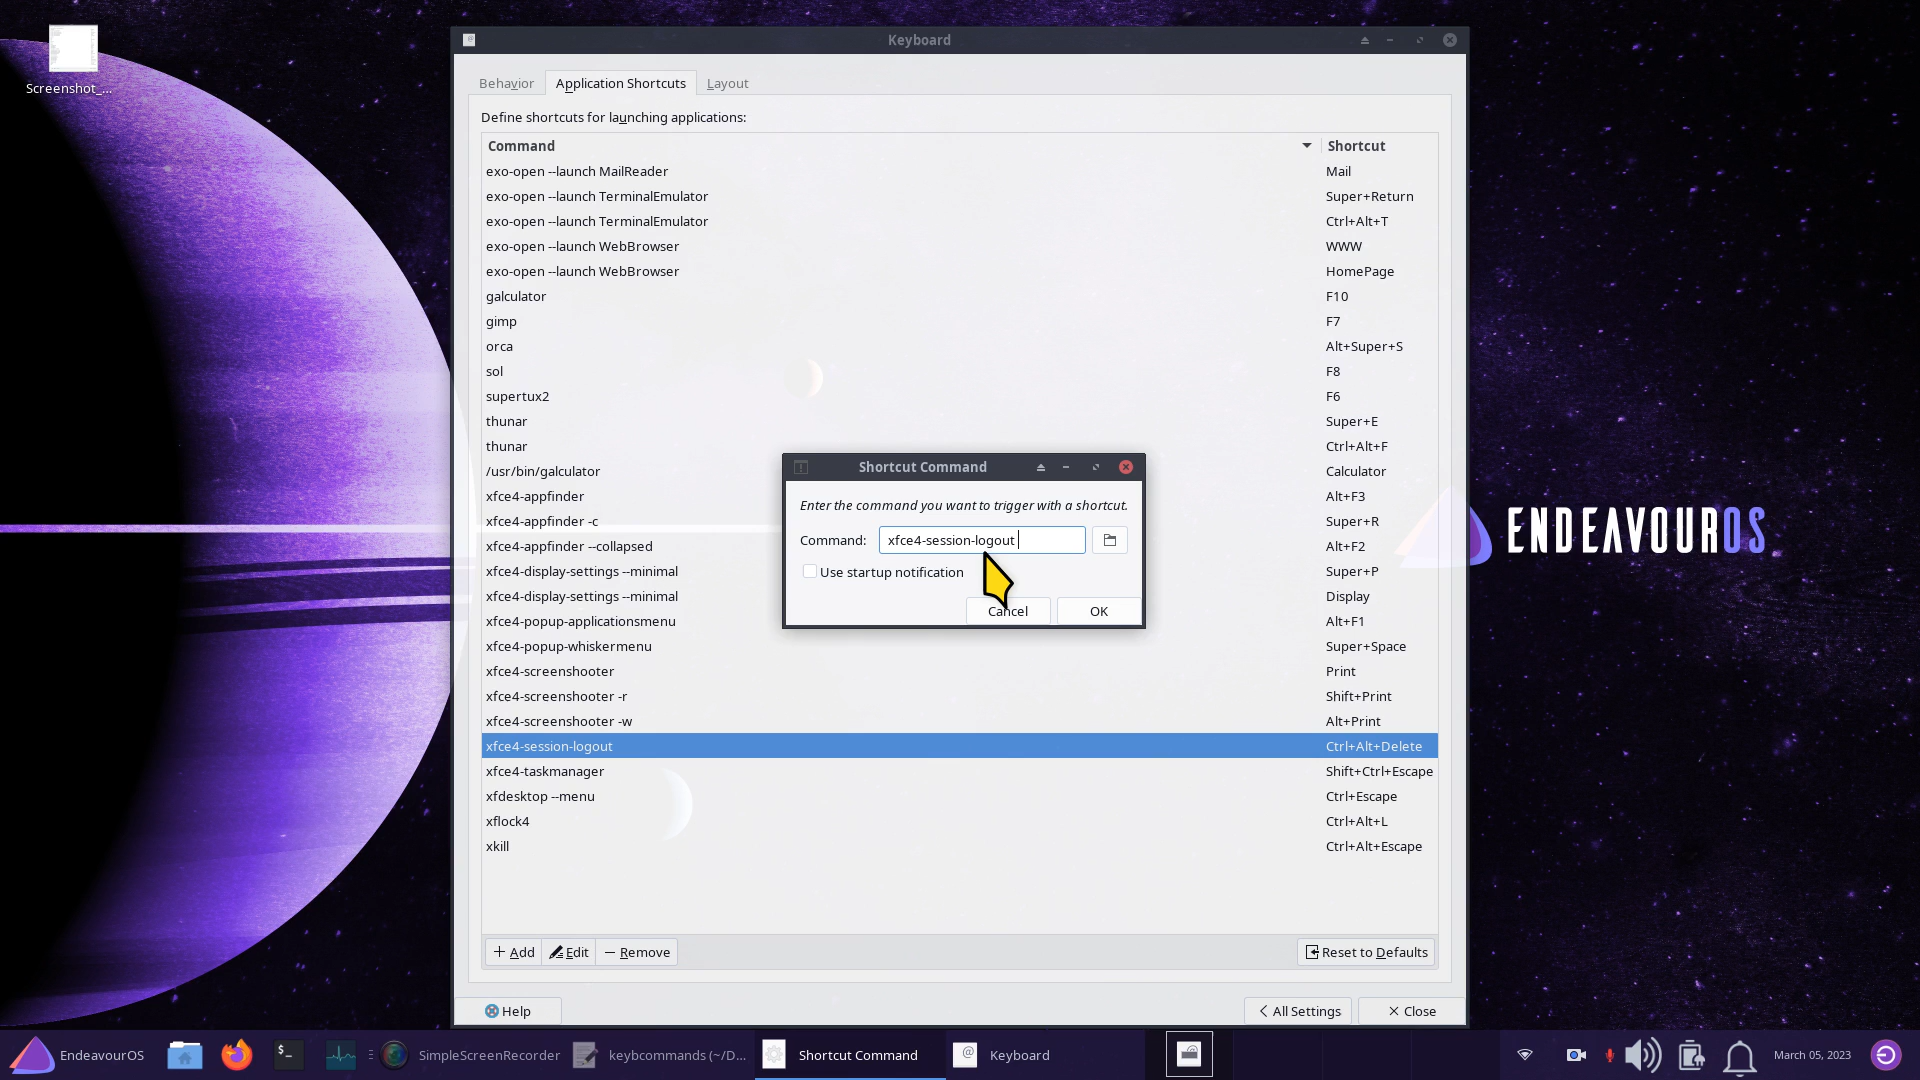 Screenshot_...
Keyboard
Behavior
Application Shortcuts
Layout
Define shortcuts for launching applications:
Command
Shortcut
exo-open --launch MailReader
Mail
exo-open --launch TerminalEmulator
Super+Return
exo-open --launch TerminalEmulator
Ctrl+Alt+T
exo-open --launch WebBrowser
WWW
exo-open --launch WebBrowser
HomePage
galculator
F10
gimp
F7
orca
Alt+Super+S
sol
F8
supertux2
F6
thunar
Super+E
thunar
Ctrl+Alt+F
/usr/bin/galculator
Calculator
xfce4-appfinder
Alt+F3
xfce4-appfinder -c
Super+R
xfce4-appfinder --collapsed
Alt+F2
xfce4-display-settings --minimal
Super+P
xfce4-display-settings --minimal
Display
xfce4-popup-applicationsmenu
Alt+F1
xfce4-popup-whiskermenu
Super+Space
xfce4-screenshooter
Print
xfce4-screenshooter -r
Shift+Print
xfce4-screenshooter -w
Alt+Print
xfce4-session-logout
Ctrl+Alt+Delete
xfce4-taskmanager
Shift+Ctrl+Escape
xfdesktop --menu
Ctrl+Escape
xflock4
Ctrl+Alt+L
xkill
Ctrl+Alt+Escape
Shortcut Command
Enter the command you want to trigger with a shortcut.
Command:
xfce4-session-logout
Use startup notification
Cancel
OK
ENDEAVOUROS
Add
Edit
Remove
Reset to Defaults
Help
All Settings
Close
EndeavourOS
$_
SimpleScreenRecorder
keybcommands (~/D...
Shortcut Command
@
Keyboard
March 05, 2023